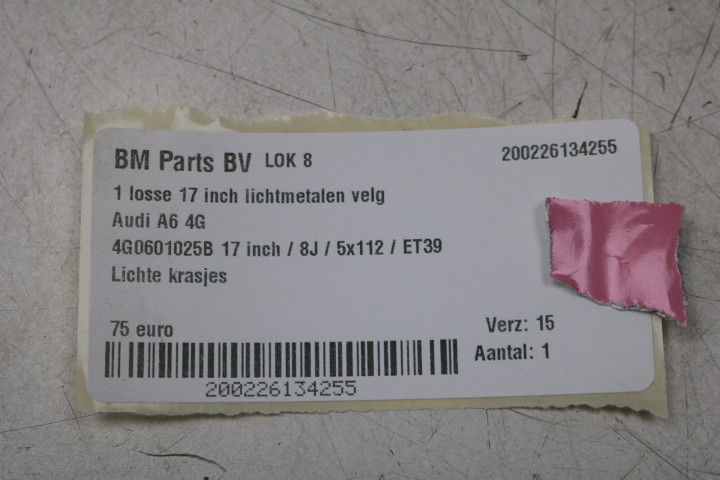 BM Parts BV LOK 8 200226134255
1 losse 17 inch lichtmetalen velg
Audi A6 4G
4G0601025B 17 inch / 8J / 5x112 / ET39
Lichte krasjes
75 euro Verz: 15
Aantal: 1
200226134255